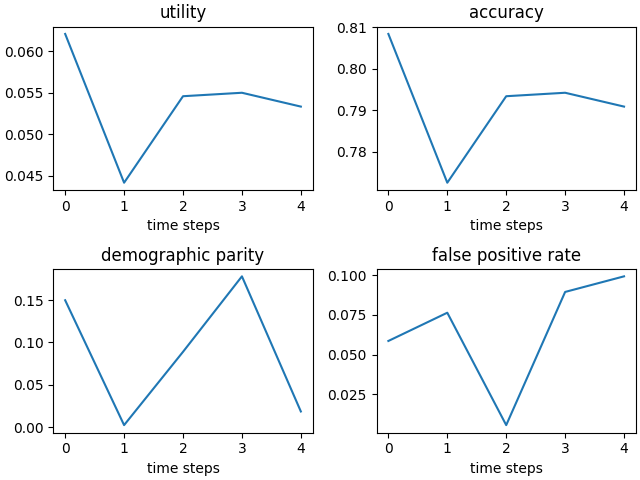 utility
0.060
0.055
0.050
0.045
0 1 2 3 4
time steps
accuracy
0.81
0.80
0.79
0.78
0 1 2 3 4
time steps
demographic parity
0.15
0.10
0.05
0.00
0 1 2 3 4
time steps
false positive rate
0.100
0.075
0.050
0.025
0 1 2 3 4
time steps